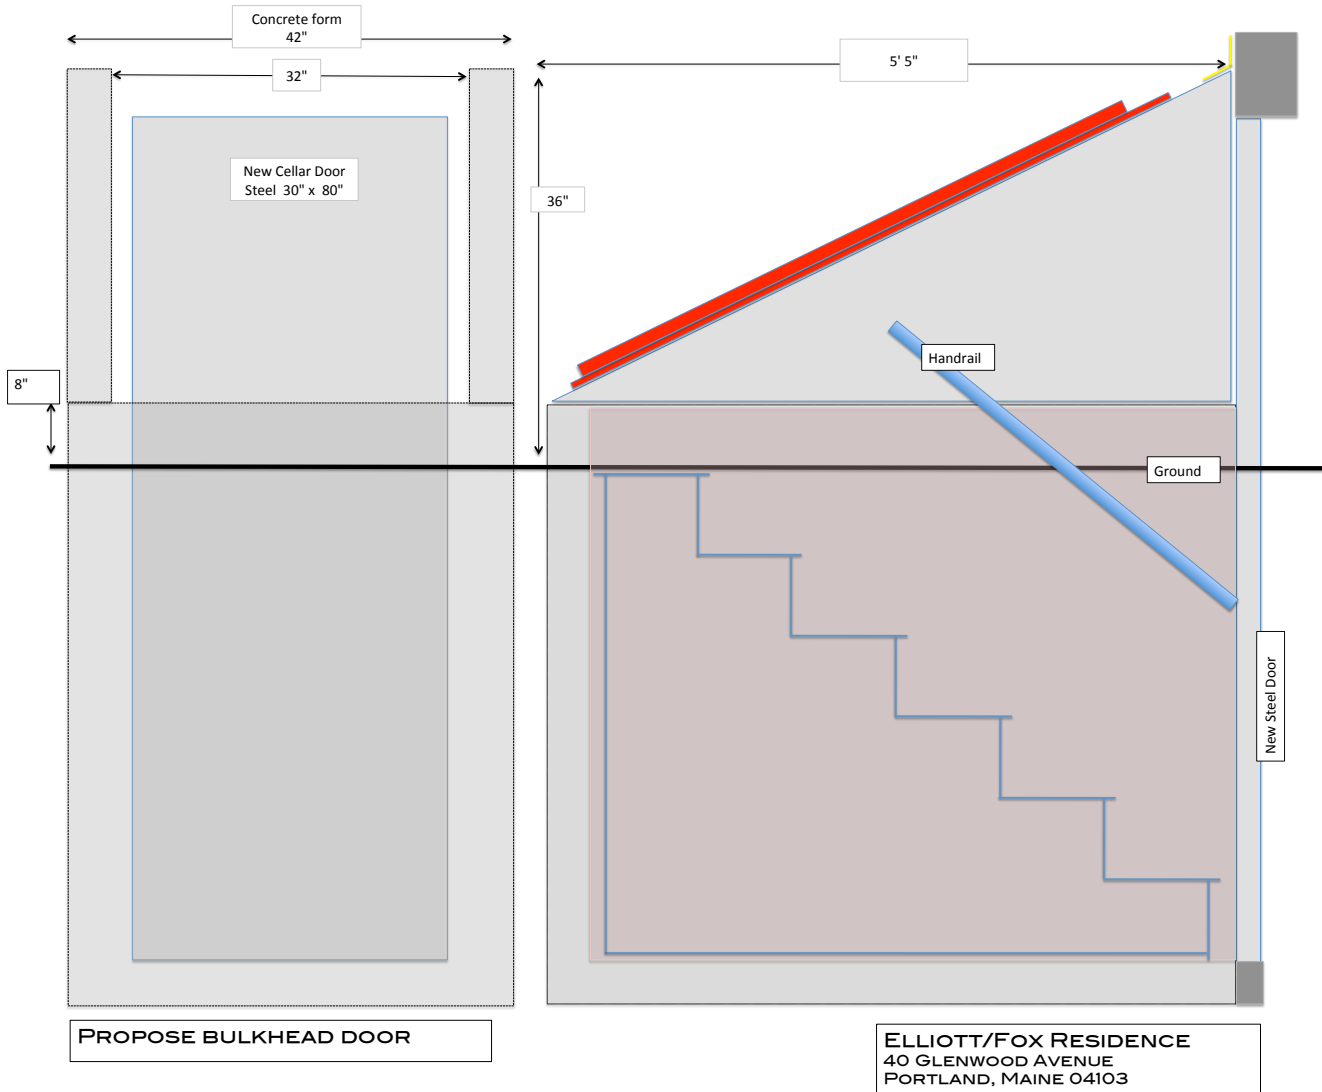 Concrete form
42"
32"
5' 5"
New Cellar Door
Steel  30" x  80"
36"
8"
Handrail
Ground
New Steel Door
PROPOSE BULKHEAD DOOR
ELLIOTT/FOX RESIDENCE
40 GLENWOOD AVENUE
PORTLAND, MAINE 04103